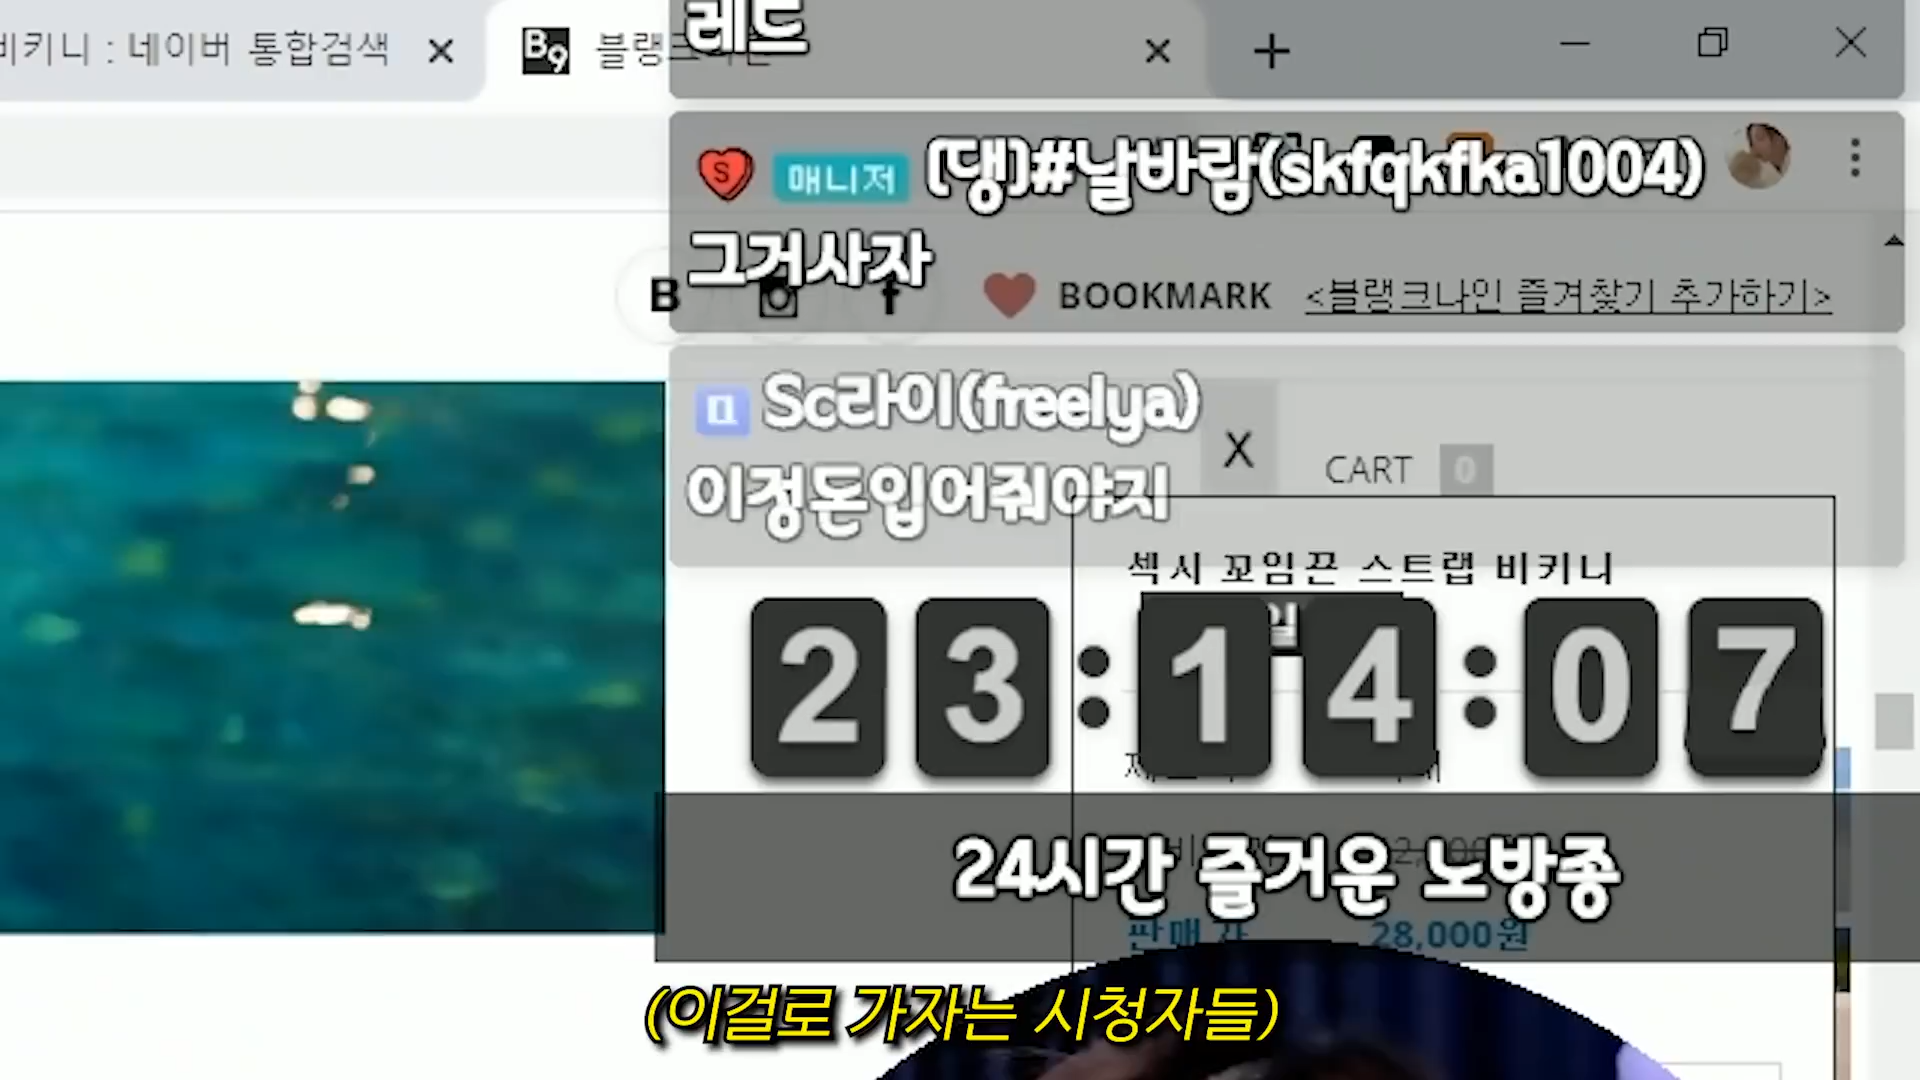 비키니 : 네이버 통합검색
B9 블랭크나인
레드
매니저 [댕]#날바람(skfqkfka1004)
그거사자
B f BOOKMARK <블랭크나인 즐겨찾기 추가하기>
Sc라이(freelya)
X CART 0
이정돈입어줘야지
섹시 꼬임끈 스트랩 비키니
23:14:07
24시간 즐거운 노방종
판매가 28,000원
(이걸로 가자는 시청자들)